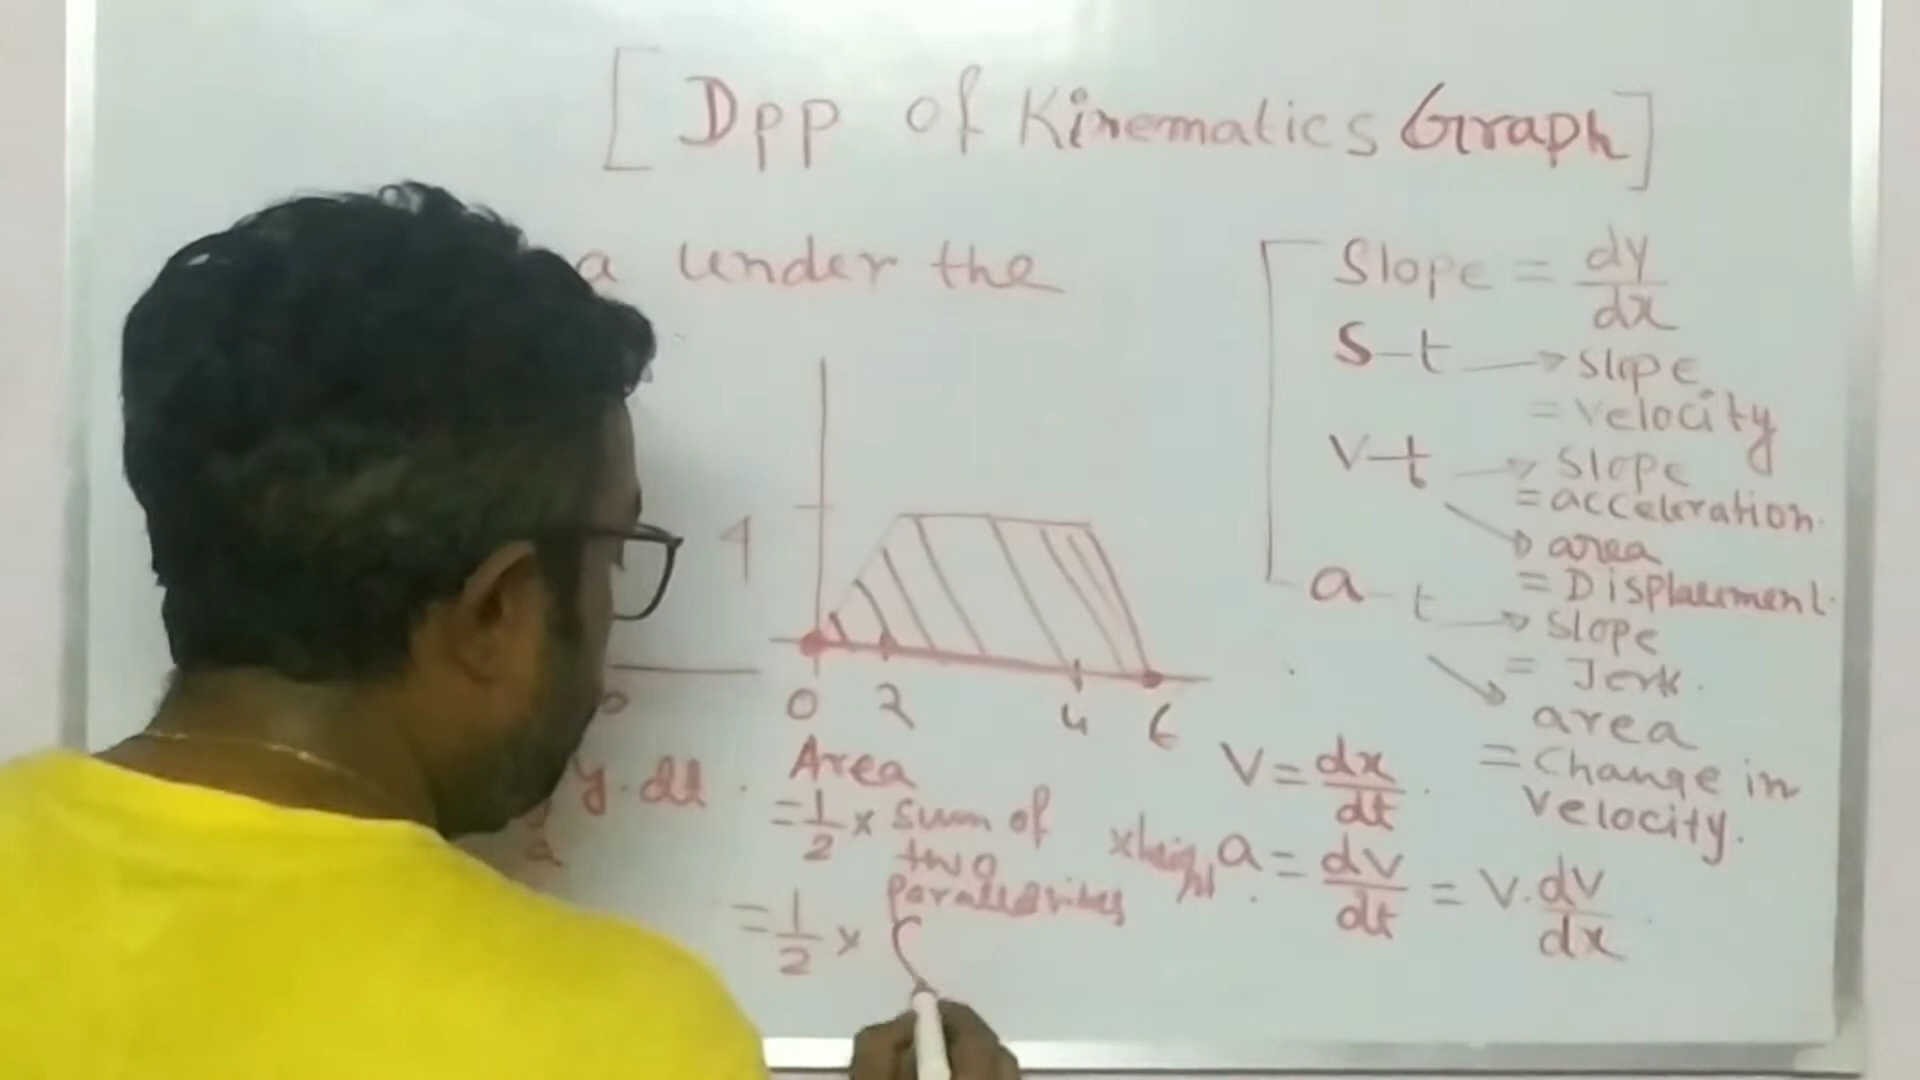 [Dpp of Kinematics Graph]
a under the
4
0 2 4 6
y.dt
a
Area
= 1/2 × sum of two parallel sides × height
= 1/2 × (
Slope = dy/dx
S-t → slope
= velocity
V-t → slope
= acceleration.
→ area
= Displacement.
a-t → slope
= Jerk.
→ area
= Change in
velocity.
V = dx/dt.
a = dv/dt = V.dv/dx.